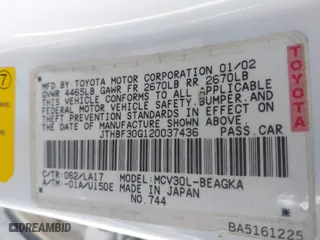 7
MFD BY TOYOTA MOTOR CORPORATION 01/02
GVWR 4465LB GAWR FR 2670LB RR 2670LB
THIS VEHICLE CONFORMS TO ALL APPLICABLE
FEDERAL MOTOR VEHICLE SAFETY, BUMPER, AND
THEFT PREVENTION STANDARDS IN EFFECT ON
THE DATE OF MANUFACTURE SHOWN ABOVE.
JTHBF30G120037436 PASS.CAR
C/TR: 062/LA17 MODEL: MCV30L-BEAGKA
A/TM: -01A/U150E MADE IN JAPAN
NO. 744
BA5161225